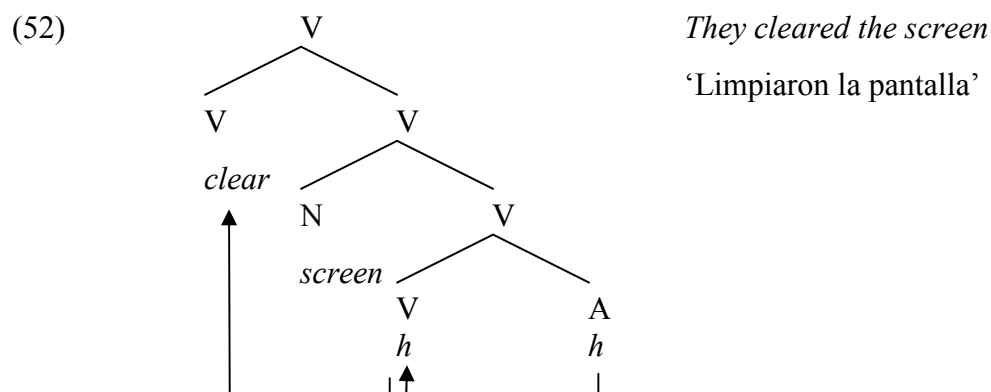 (52) V They cleared the screen
‘Limpiaron la pantalla’
V V
clear
N V
screen
V A
h h